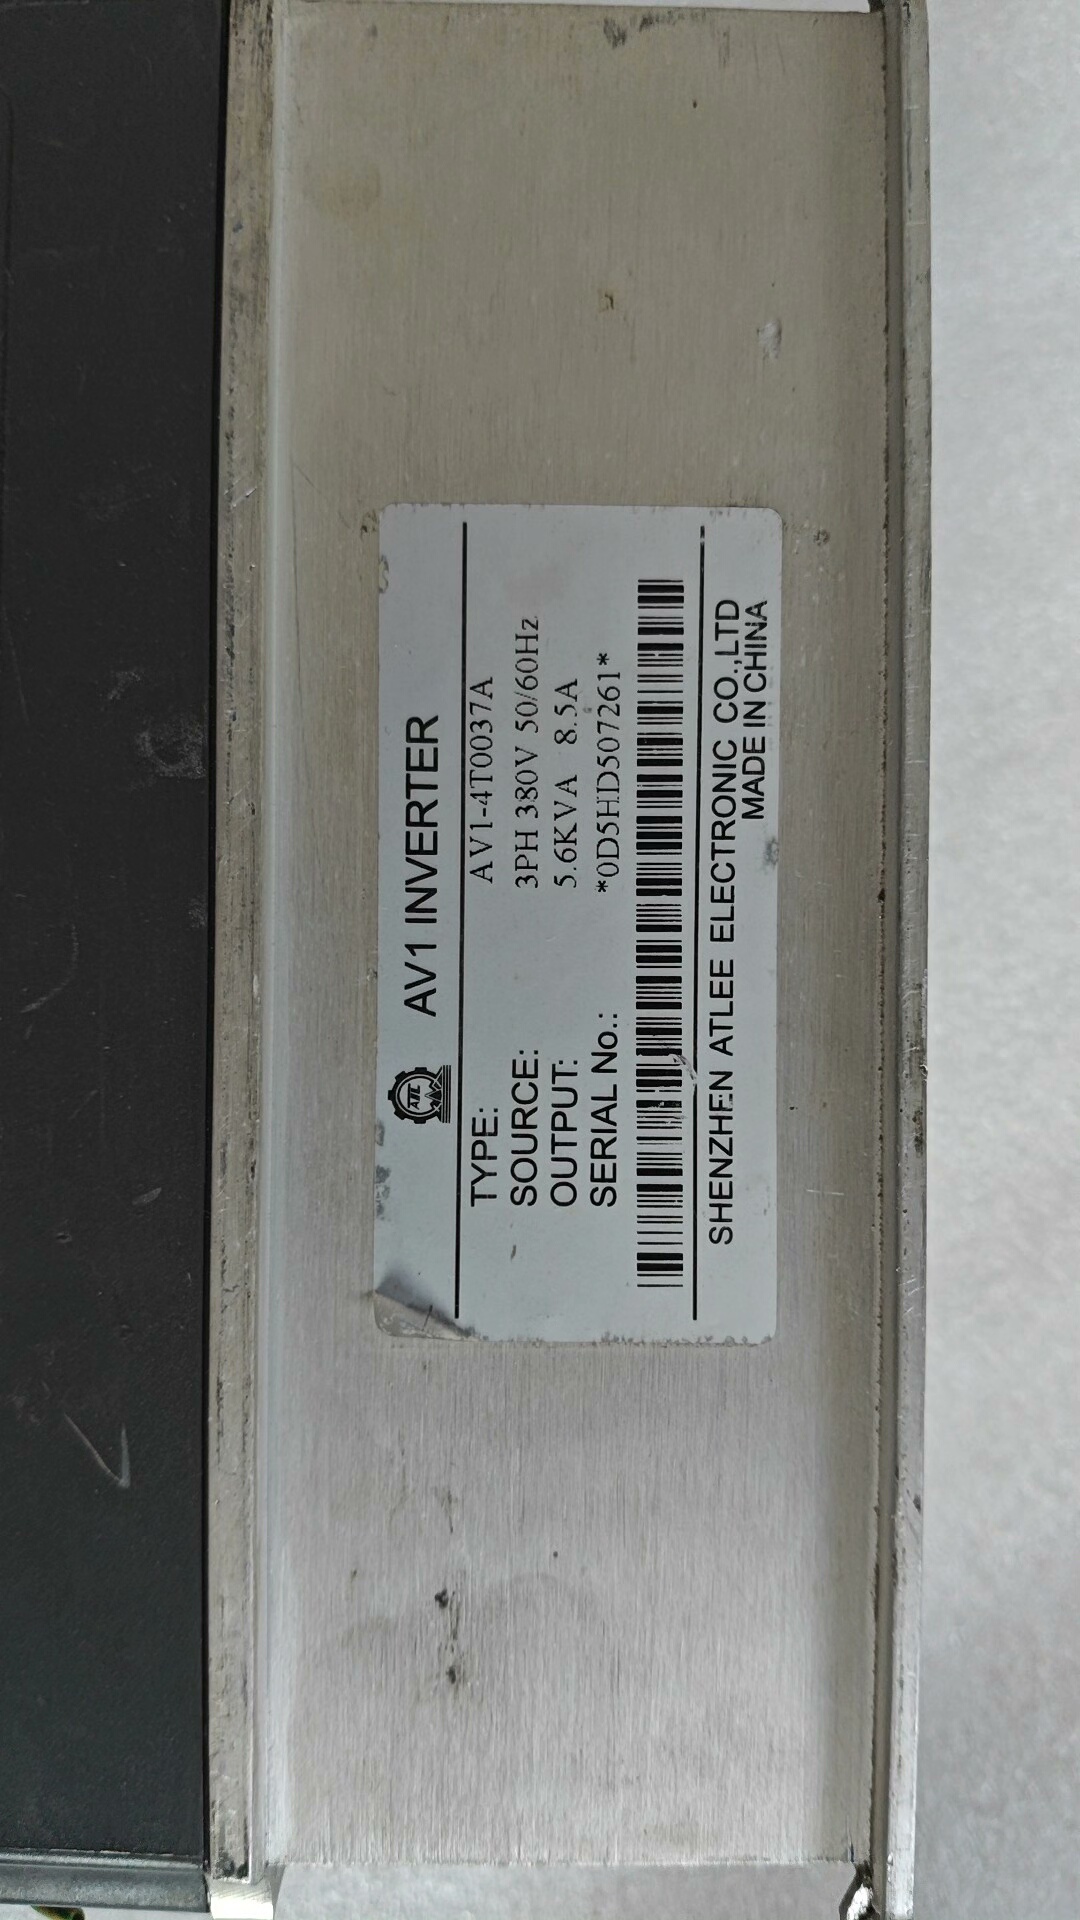 AV1 INVERTER
TYPE: AV1-4T0037A
SOURCE: 3PH 380V 50/60Hz
OUTPUT: 5.6KVA 8.5A
SERIAL No.: *0D5HD507261*
SHENZHEN ATLEE ELECTRONIC CO.,LTD
MADE IN CHINA